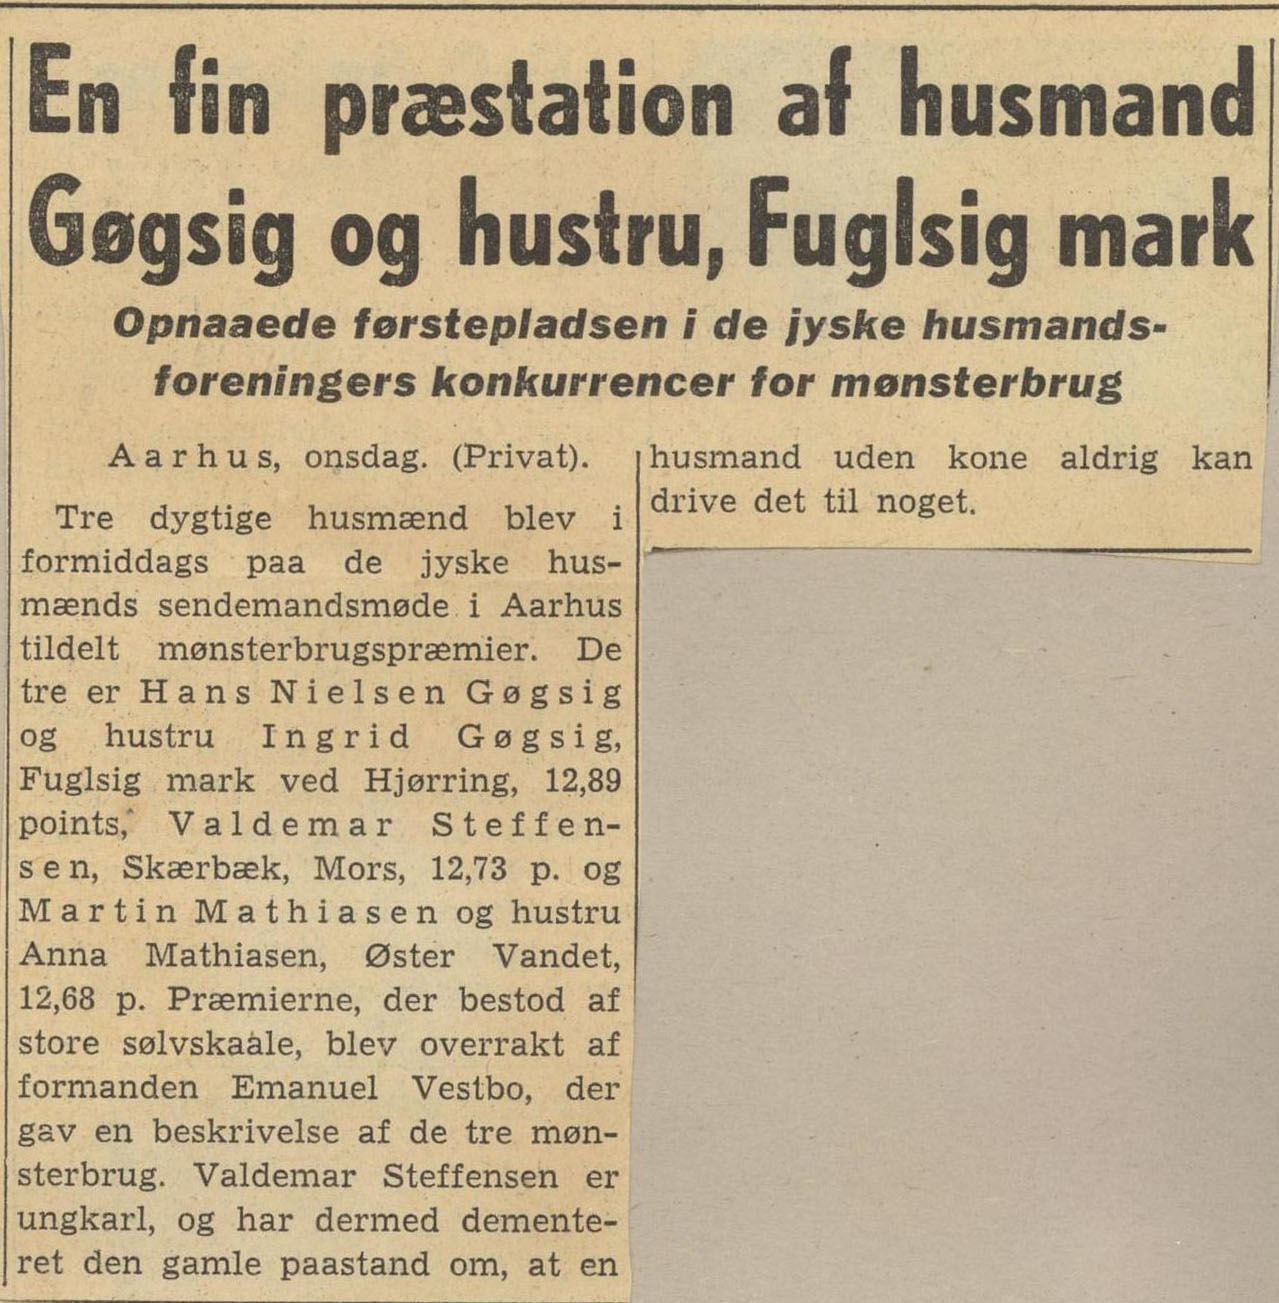 En fin præstation af husmand
Gøgsig og hustru, Fuglsig mark
Opnaaede førstepladsen i de jyske husmands-
foreningers konkurrencer for mønsterbrug
Aarhus, onsdag. (Privat).
Tre dygtige husmænd blev i
formiddags paa de jyske hus-
mænds sendemandsmøde i Aarhus
tildelt mønsterbrugspræmier. De
tre er Hans Nielsen Gøgsig
og hustru Ingrid Gøgsig,
Fuglsig mark ved Hjørring, 12,89
points, Valdemar Steffen-
sen, Skærbæk, Mors, 12,73 p. og
Martin Mathiasen og hustru
Anna Mathiasen, Øster Vandet,
12,68 p. Præmierne, der bestod af
store sølvskaale, blev overrakt af
formanden Emanuel Vestbo, der
gav en beskrivelse af de tre møn-
sterbrug. Valdemar Steffensen er
ungkarl, og har dermed demente-
ret den gamle paastand om, at en
husmand uden kone aldrig kan
drive det til noget.